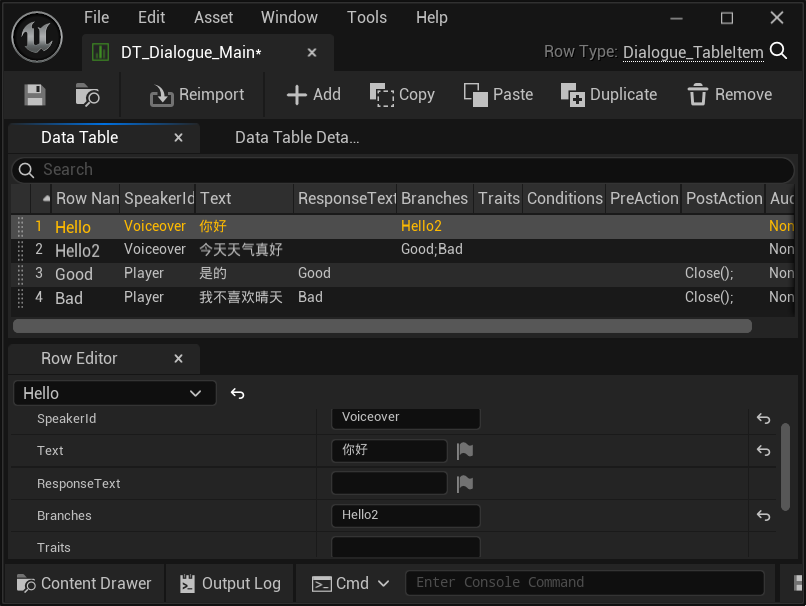 File Edit Asset Window Tools Help
DT_Dialogue_Main* Row Type: Dialogue_TableItem
Reimport Add Copy Paste Duplicate Remove
Data Table Data Table Deta...
Search
Row Nan SpeakerId Text ResponseText Branches Traits Conditions PreAction PostAction Aud
1 Hello Voiceover 你好 Hello2 Non
2 Hello2 Voiceover 今天天气真好 Good;Bad Non
3 Good Player 是的 Good Close(); Non
4 Bad Player 我不喜欢晴天 Bad Close(); Non
Row Editor
Hello
SpeakerId Voiceover
Text 你好
ResponseText
Branches Hello2
Traits
Content Drawer Output Log Cmd Enter Console Command